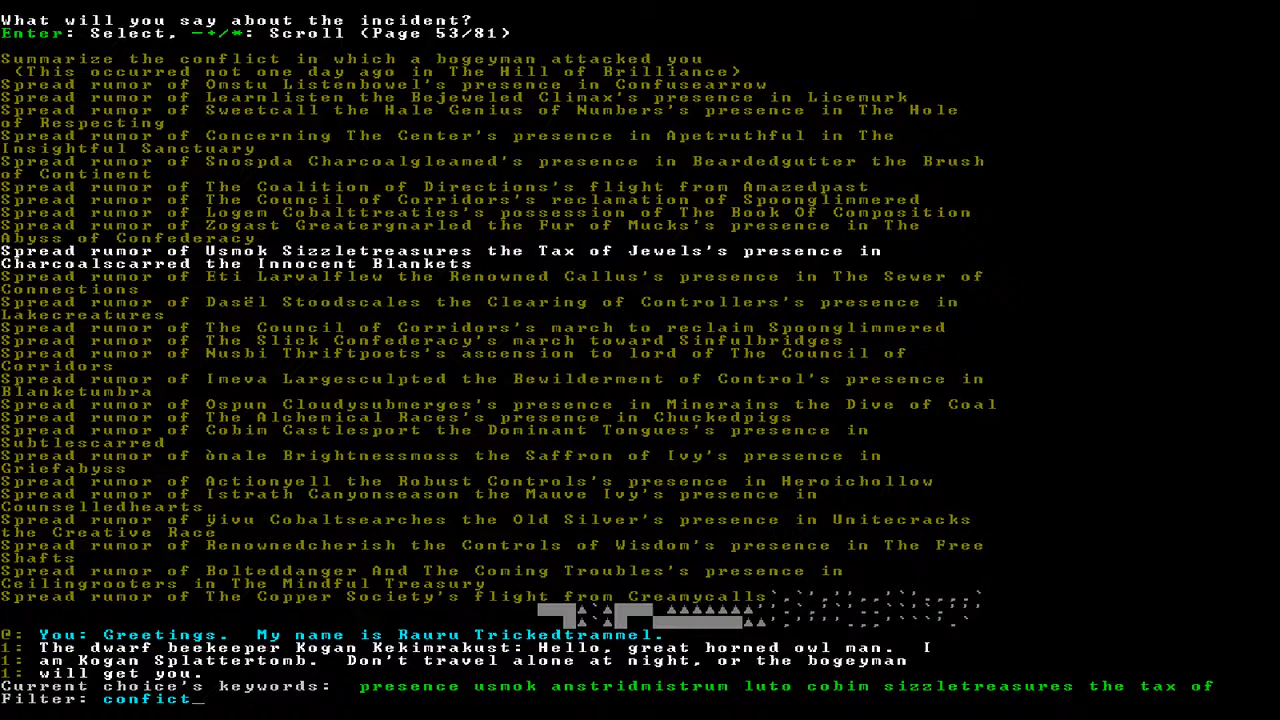 What will you say about the incident?
Enter: Select, -+/*: Scroll (Page 53/81)
Summarize the conflict in which a bogeyman attacked you
(This occurred not one day ago in The Hill of Brilliance)
Spread rumor of Omstu Listenbowel's presence in Confusearrow
Spread rumor of Learnlisten the Bejeweled Climax's presence in Licemurk
Spread rumor of Sweetcall the Hale Genius of Numbers's presence in The Hole
of Respecting
Spread rumor of Concerning The Center's presence in Apetruthful in The
Insightful Sanctuary
Spread rumor of Snospda Charcoalgleamed's presence in Beardedgutter the Brush
of Continent
Spread rumor of The Coalition of Directions's flight from Amazedpast
Spread rumor of The Council of Corridors's reclamation of Spoonglimmered
Spread rumor of Logem Cobalttreaties's possession of The Book Of Composition
Spread rumor of Zogast Greatergnarled the Fur of Mucks's presence in The
Abyss of Confederacy
Spread rumor of Usmok Sizzletreasures the Tax of Jewels's presence in
Charcoalscarred the Innocent Blankets
Spread rumor of Eti Larvalflew the Renowned Callus's presence in The Sewer of
Connections
Spread rumor of Dasël Stoodscales the Clearing of Controllers's presence in
Lakecreatures
Spread rumor of The Council of Corridors's march to reclaim Spoonglimmered
Spread rumor of The Slick Confederacy's march toward Sinfulbridges
Spread rumor of Nusbi Thriftpoets's ascension to lord of The Council of
Corridors
Spread rumor of Imeva Largesculpted the Bewilderment of Control's presence in
Blanketumbra
Spread rumor of Ospun Cloudysubmerges's presence in Minerains the Dive of Coal
Spread rumor of The Alchemical Races's presence in Chuckedpigs
Spread rumor of Cobim Castlesport the Dominant Tongues's presence in
Subtlescarred
Spread rumor of ònale Brightnessmoss the Saffron of Ivy's presence in
Griefabyss
Spread rumor of Actionyell the Robust Controls's presence in Heroichollow
Spread rumor of Istrath Canyonseason the Mauve Ivy's presence in
Counselledhearts
Spread rumor of ÿivu Cobaltsearches the Old Silver's presence in Unitecracks
the Creative Race
Spread rumor of Renownedcherish the Controls of Wisdom's presence in The Free
Shafts
Spread rumor of Bolteddanger And The Coming Troubles's presence in
Ceilingrooters in The Mindful Treasury
Spread rumor of The Copper Society's flight from Creamycalls
@: You: Greetings.  My name is Rauru Trickedtrammel.
1: The dwarf beekeeper Kogan Kekimrakust: Hello, great horned owl man.  I
1: am Kogan Splattertomb.  Don't travel alone at night, or the bogeyman
1: will get you.
Current choice's keywords:  presence usmok anstridmistrum luto cobim sizzletreasures the tax of
Filter: confict_